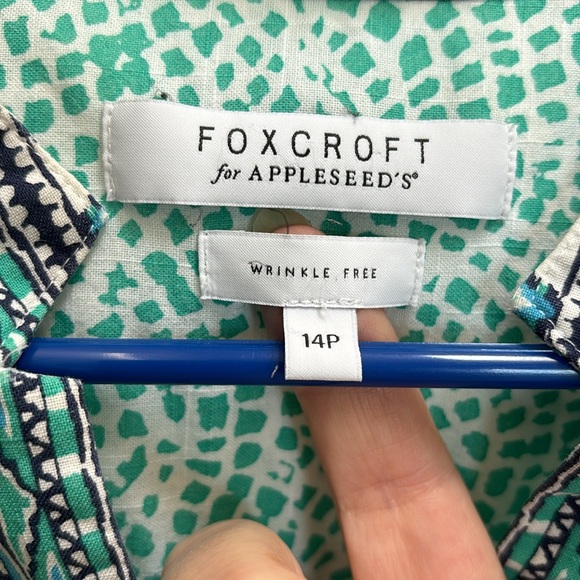 FOXCROFT
for APPLESEED'S®
WRINKLE FREE
14P